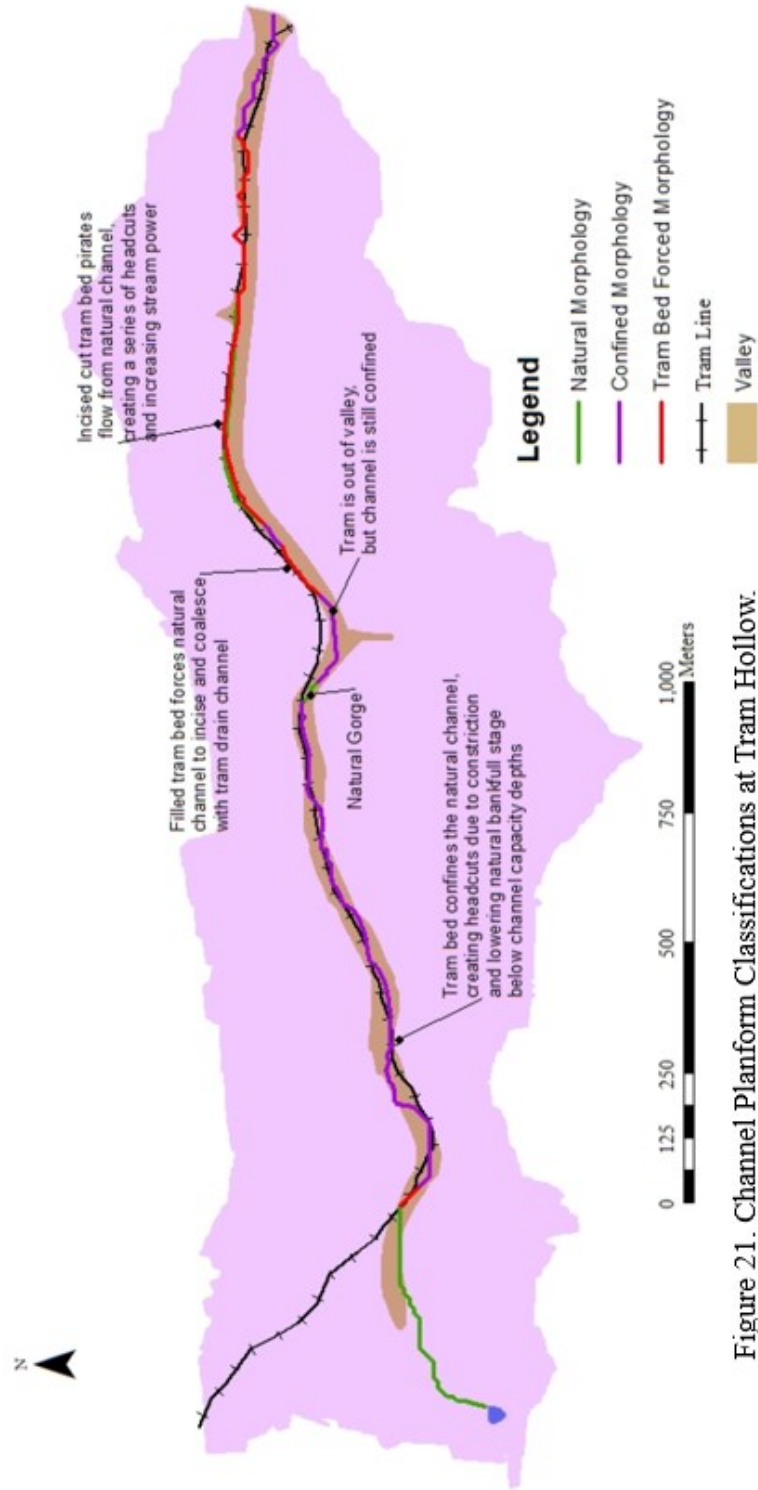 N
Incised cut tram bed pirates
flow from natural channel,
creating a series of headcuts
and increasing stream power
Filled tram bed forces natural
channel to incise and coalesce
with tram drain channel
Natural Gorge
Tram is out of valley,
but channel is still confined
Tram bed confines the natural channel,
creating headcuts due to constriction
and lowering natural bankfull stage
below channel capacity depths
0 125 250 500 750 1,000
Meters
Legend
Natural Morphology
Confined Morphology
Tram Bed Forced Morphology
Tram Line
Valley
Figure 21. Channel Planform Classifications at Tram Hollow.